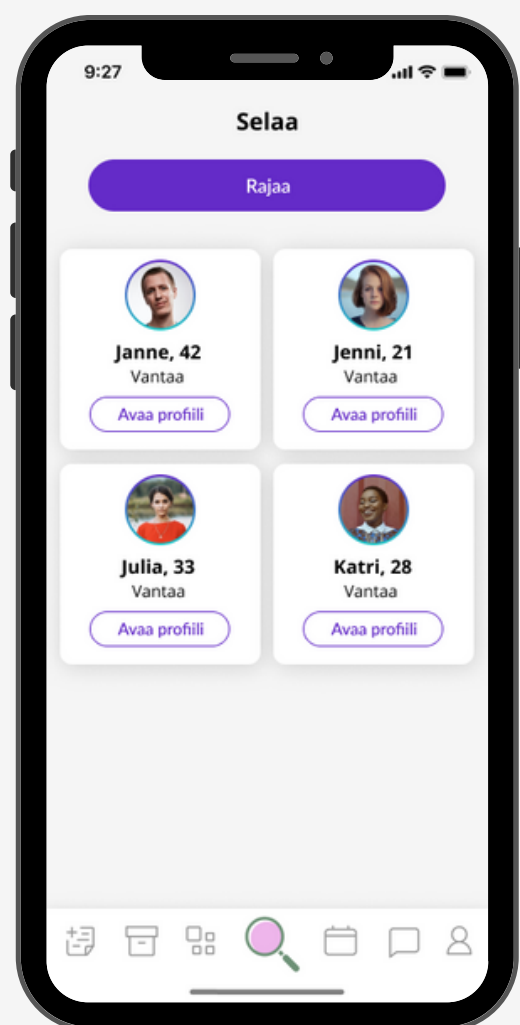 9:27
Selaa
Rajaa
Janne, 42
Vantaa
Avaa profiili
Jenni, 21
Vantaa
Avaa profiili
Julia, 33
Vantaa
Avaa profiili
Katri, 28
Vantaa
Avaa profiili